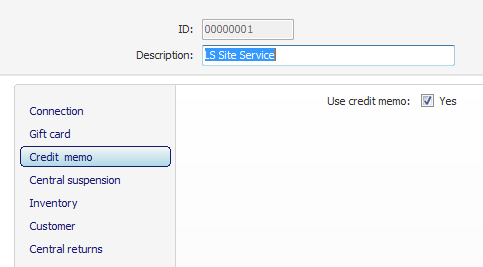 ID: 00000001
Description: LS Site Service
Connection
Use credit memo: Yes
Gift card
Credit memo
Central suspension
Inventory
Customer
Central returns